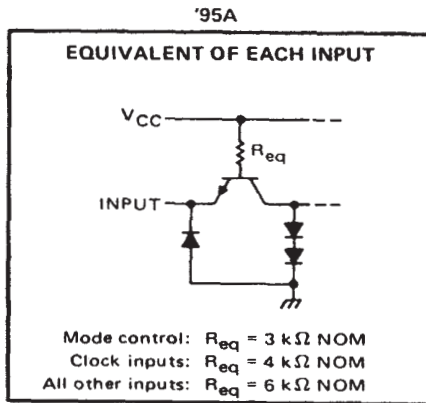 '95A
EQUIVALENT OF EACH INPUT
VCC
Req
INPUT
Mode control: Req = 3 kΩ NOM
Clock inputs: Req = 4 kΩ NOM
All other inputs: Req = 6 kΩ NOM